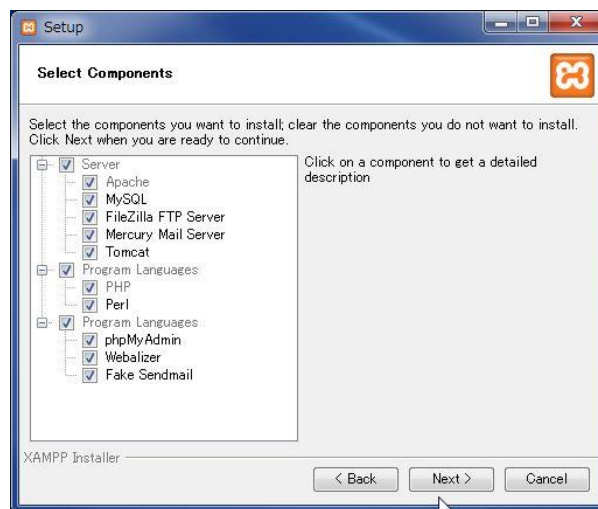 Setup
Select Components
Select the components you want to install; clear the components you do not want to install.
Click Next when you are ready to continue.
Server
Apache
MySQL
FileZilla FTP Server
Mercury Mail Server
Tomcat
Program Languages
PHP
Perl
Program Languages
phpMyAdmin
Webalizer
Fake Sendmail
Click on a component to get a detailed
description
XAMPP Installer
< Back
Next >
Cancel